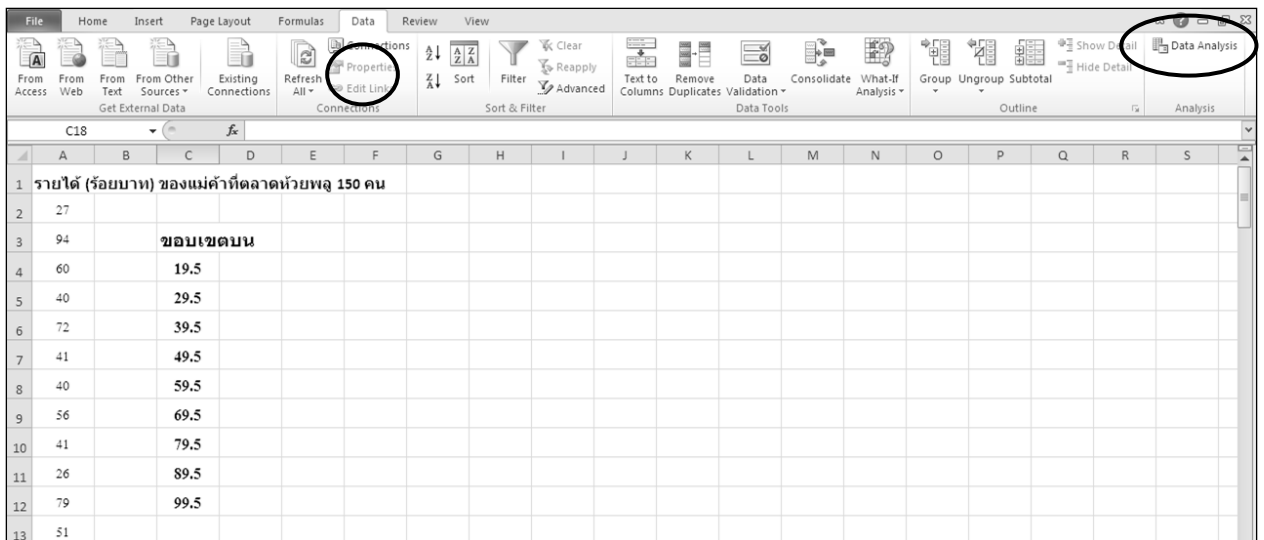 File Home Insert Page Layout Formulas Data Review View
From Access
From Web
From Text
From Other Sources
Existing Connections
Get External Data
Refresh All
Connections
Properties
Edit Links
Connections
Sort
Filter
Clear
Reapply
Advanced
Sort & Filter
Text to Columns
Remove Duplicates
Data Validation
Consolidate
What-If Analysis
Data Tools
Group
Ungroup
Subtotal
Show Detail
Hide Detail
Outline
Data Analysis
Analysis
C18 fx
A B C D E F G H I J K L M N O P Q R S
1 รายได้ (ร้อยบาท) ของแม่ค้าที่ตลาดห้วยพลู 150 คน
2 27
3 94 ขอบเขตบน
4 60 19.5
5 40 29.5
6 72 39.5
7 41 49.5
8 40 59.5
9 56 69.5
10 41 79.5
11 26 89.5
12 79 99.5
13 51